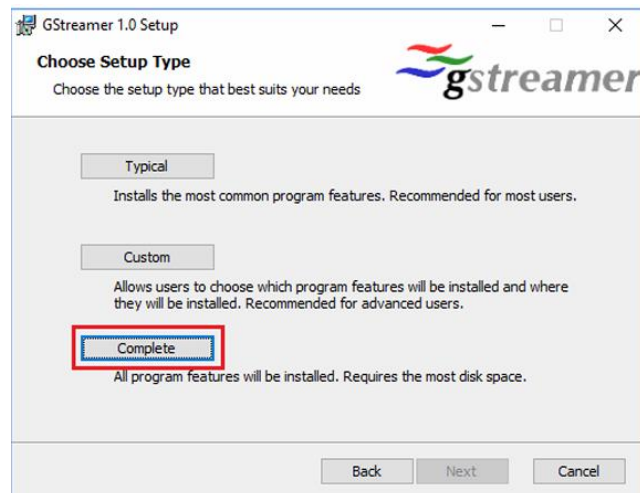 GStreamer 1.0 Setup
Choose Setup Type
Choose the setup type that best suits your needs
gstreamer
Typical
Installs the most common program features. Recommended for most users.
Custom
Allows users to choose which program features will be installed and where
they will be installed. Recommended for advanced users.
Complete
All program features will be installed. Requires the most disk space.
Back Next Cancel